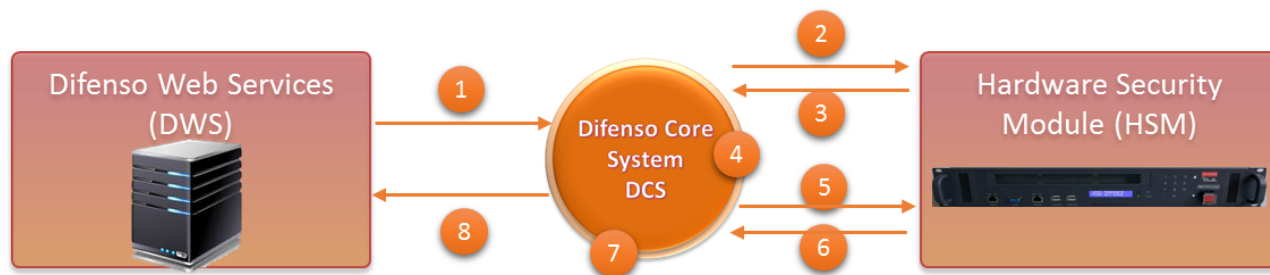 Difenso Web Services
(DWS)
1
8
Difenso Core
System
DCS
4
7
2
3
5
6
Hardware Security
Module (HSM)